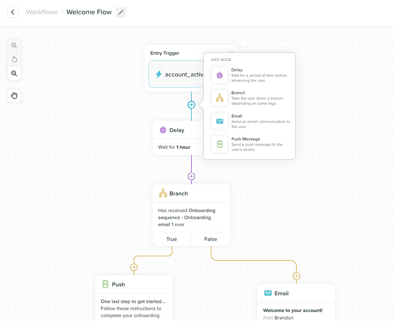 Workflows Welcome Flow
Entry Trigger
account_activ
ADD NODE
Delay
Wait for a period of time before
advancing the user
Branch
Take the user down a branch
depending on some logic
Email
Send an email communication to
the user
Push Message
Send a push message to the
user's device
Delay
Wait for 1 hour
Branch
Has received Onboarding
sequence - Onboarding
email 1 ever
True False
Push
One last step to get started...
Follow these instructions to
complete your onboarding.
Email
Welcome to your account!
from Brandon